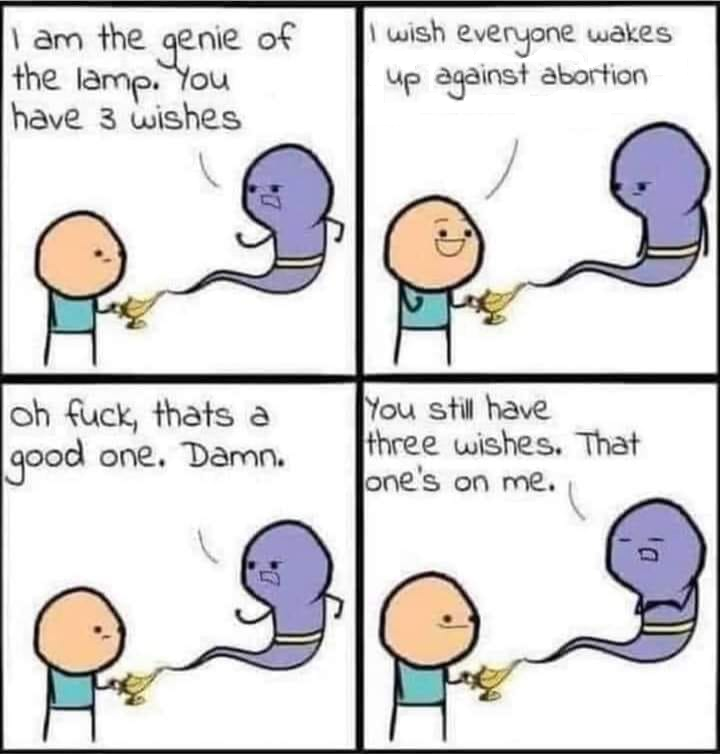 I am the genie of
the lamp. You
have 3 wishes
I wish everyone wakes
up against abortion
oh fuck, thats a
good one. Damn.
You still have
three wishes. That
one's on me.